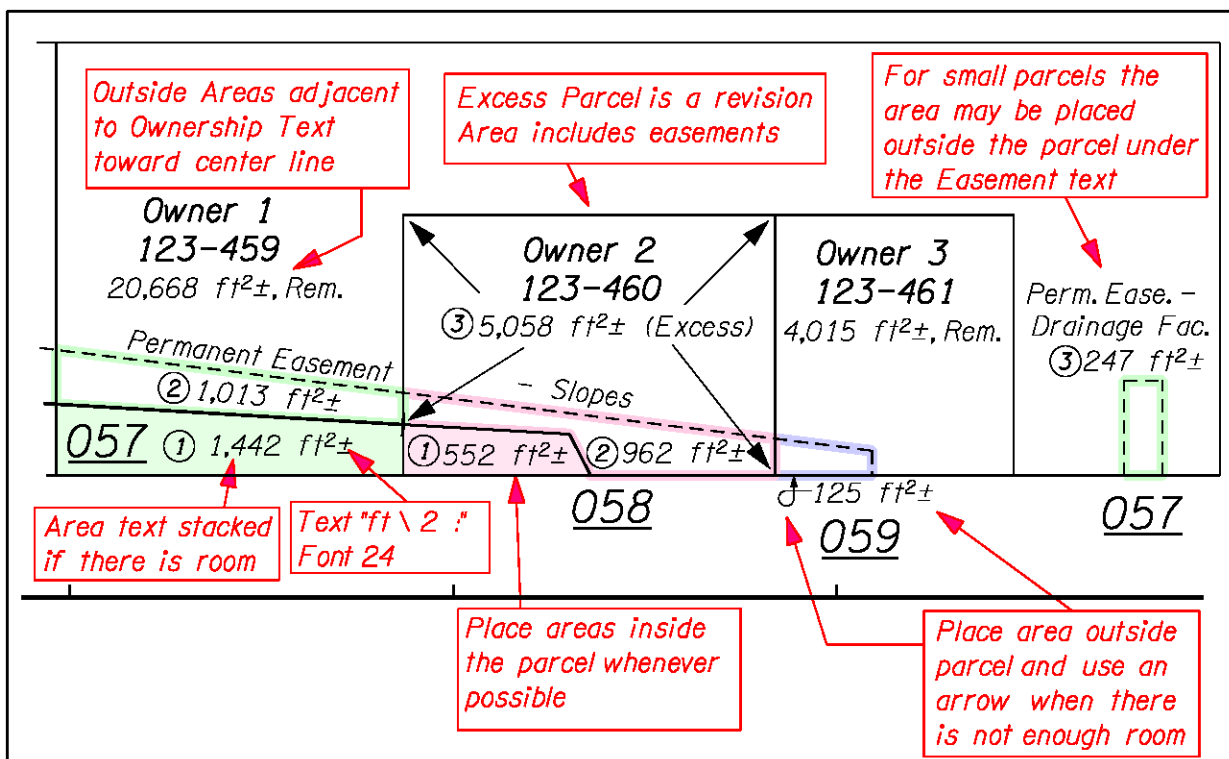 Outside Areas adjacent
to Ownership Text
toward center line
Excess Parcel is a revision
Area includes easements
For small parcels the
area may be placed
outside the parcel under
the Easement text
Owner 1
123-459
20,668 ft²±, Rem.
Owner 2
123-460
③ 5,058 ft²± (Excess)
Owner 3
123-461
4,015 ft²±, Rem.
Perm. Ease. -
Drainage Fac.
③ 247 ft²±
Permanent Easement - Slopes
② 1,013 ft²±
057 ① 1,442 ft²±
① 552 ft²±
② 962 ft²±
058
125 ft²±
059
057
Area text stacked
if there is room
Text "ft \ 2 :"
Font 24
Place areas inside
the parcel whenever
possible
Place area outside
parcel and use an
arrow when there
is not enough room